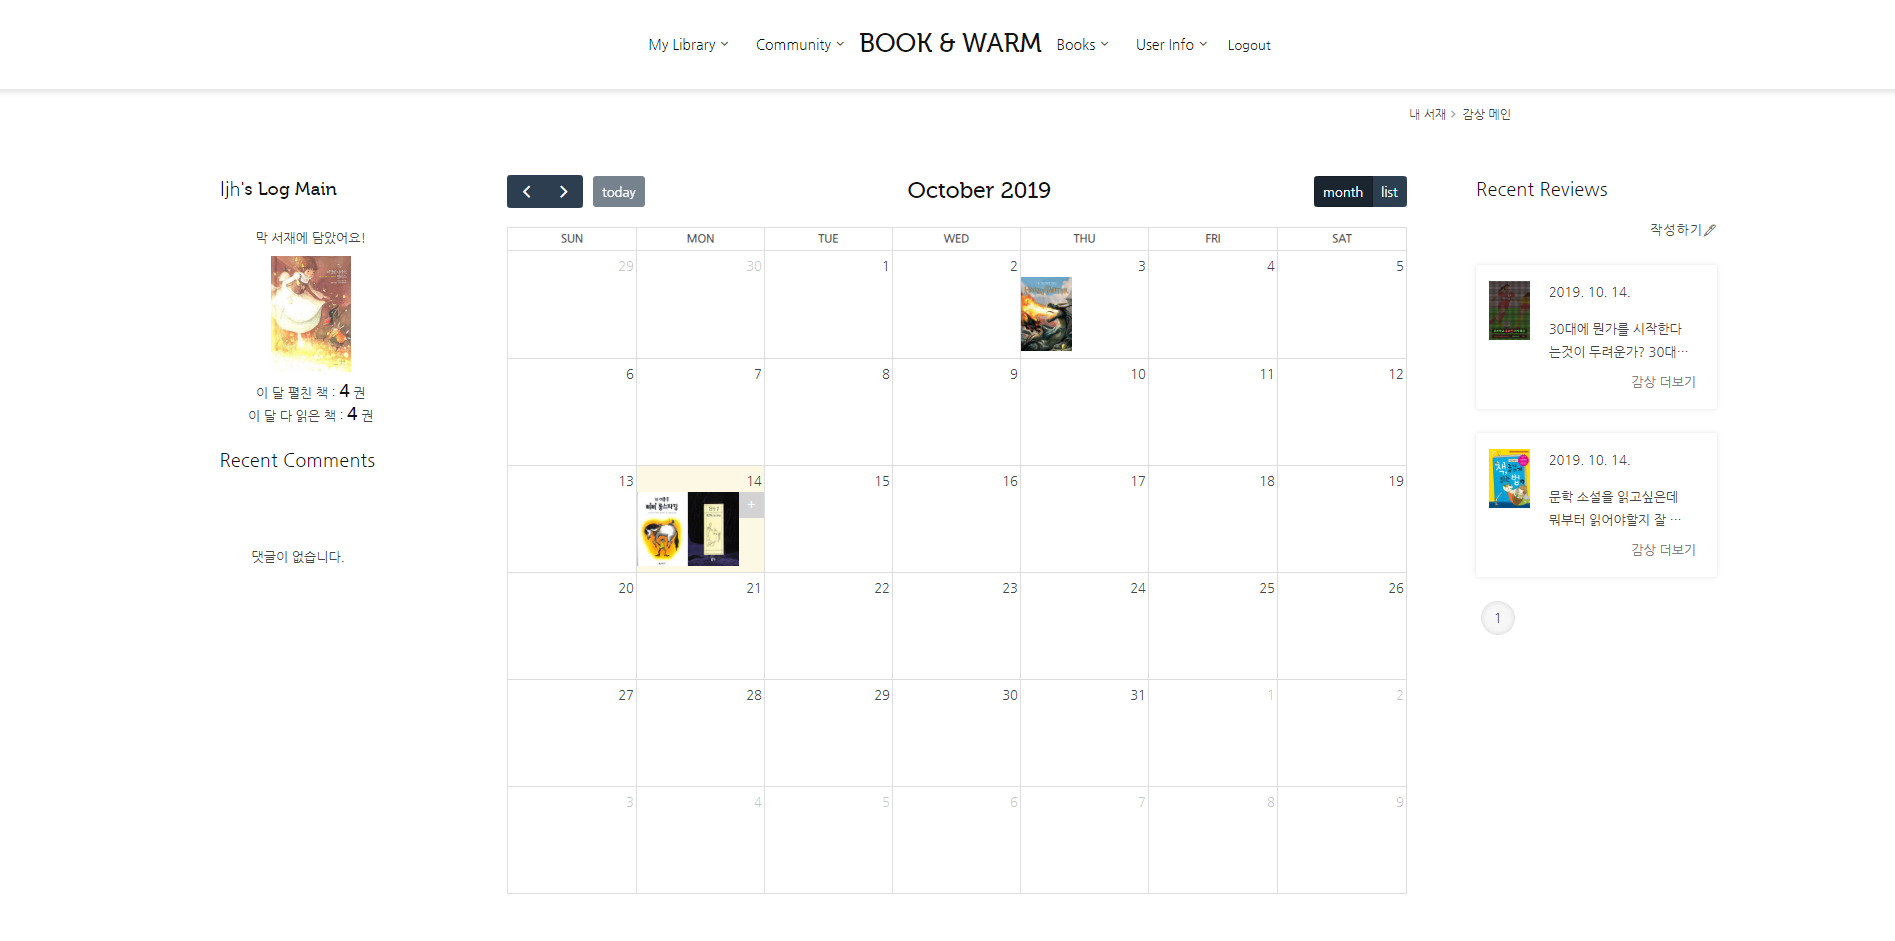 My Library
Community
BOOK & WARM
Books
User Info
Logout
내 서재 > 감상 메인
ljh's Log Main
막 서재에 담았어요!
이 달 펼친 책 : 4 권
이 달 다 읽은 책 : 4 권
Recent Comments
댓글이 없습니다.
today
October 2019
month
list
SUN MON TUE WED THU FRI SAT
29 30 1 2 3 4 5
6 7 8 9 10 11 12
13 14 15 16 17 18 19
+
20 21 22 23 24 25 26
27 28 29 30 31 1 2
3 4 5 6 7 8 9
Recent Reviews
작성하기
2019. 10. 14.
30대에 뭔가를 시작한다
는것이 두려운가? 30대…
감상 더보기
2019. 10. 14.
문학 소설을 읽고싶은데
뭐부터 읽어야할지 잘 …
감상 더보기
1